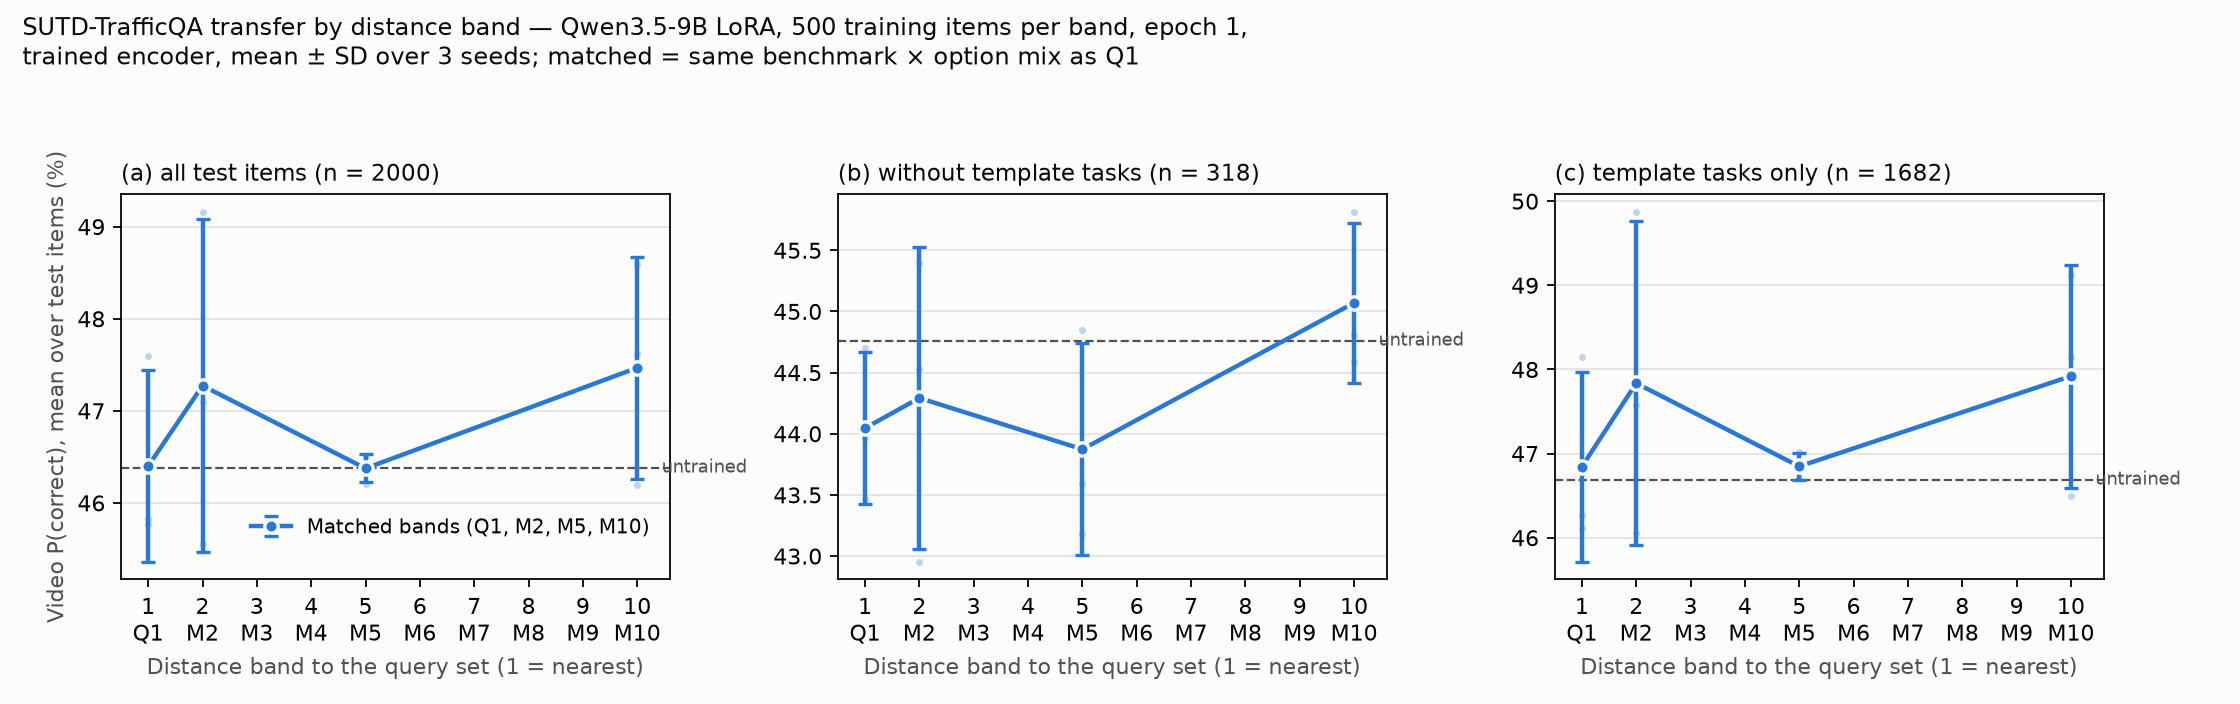 SUTD-TrafficQA transfer by distance band — Qwen3.5-9B LoRA, 500 training items per band, epoch 1,
trained encoder, mean ± SD over 3 seeds; matched = same benchmark × option mix as Q1
Video P(correct), mean over test items (%)
(a) all test items (n = 2000)
49
48
47
46
untrained
Matched bands (Q1, M2, M5, M10)
1 2 3 4 5 6 7 8 9 10
Q1 M2 M3 M4 M5 M6 M7 M8 M9 M10
Distance band to the query set (1 = nearest)
(b) without template tasks (n = 318)
45.5
45.0
44.5
44.0
43.5
43.0
untrained
1 2 3 4 5 6 7 8 9 10
Q1 M2 M3 M4 M5 M6 M7 M8 M9 M10
Distance band to the query set (1 = nearest)
(c) template tasks only (n = 1682)
50
49
48
47
46
untrained
1 2 3 4 5 6 7 8 9 10
Q1 M2 M3 M4 M5 M6 M7 M8 M9 M10
Distance band to the query set (1 = nearest)